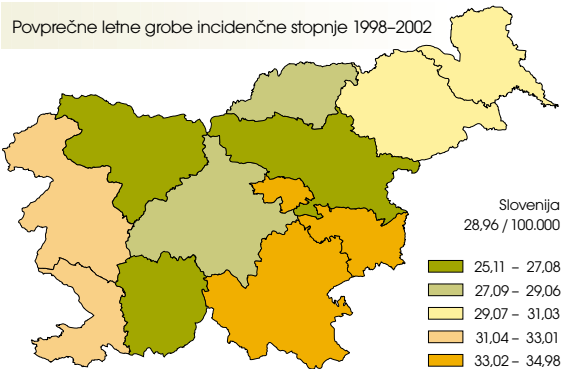 Povprečne letne grobe incidenčne stopnje 1998–2002
Slovenija
28,96 / 100.000
25,11 – 27,08
27,09 – 29,06
29,07 – 31,03
31,04 – 33,01
33,02 – 34,98